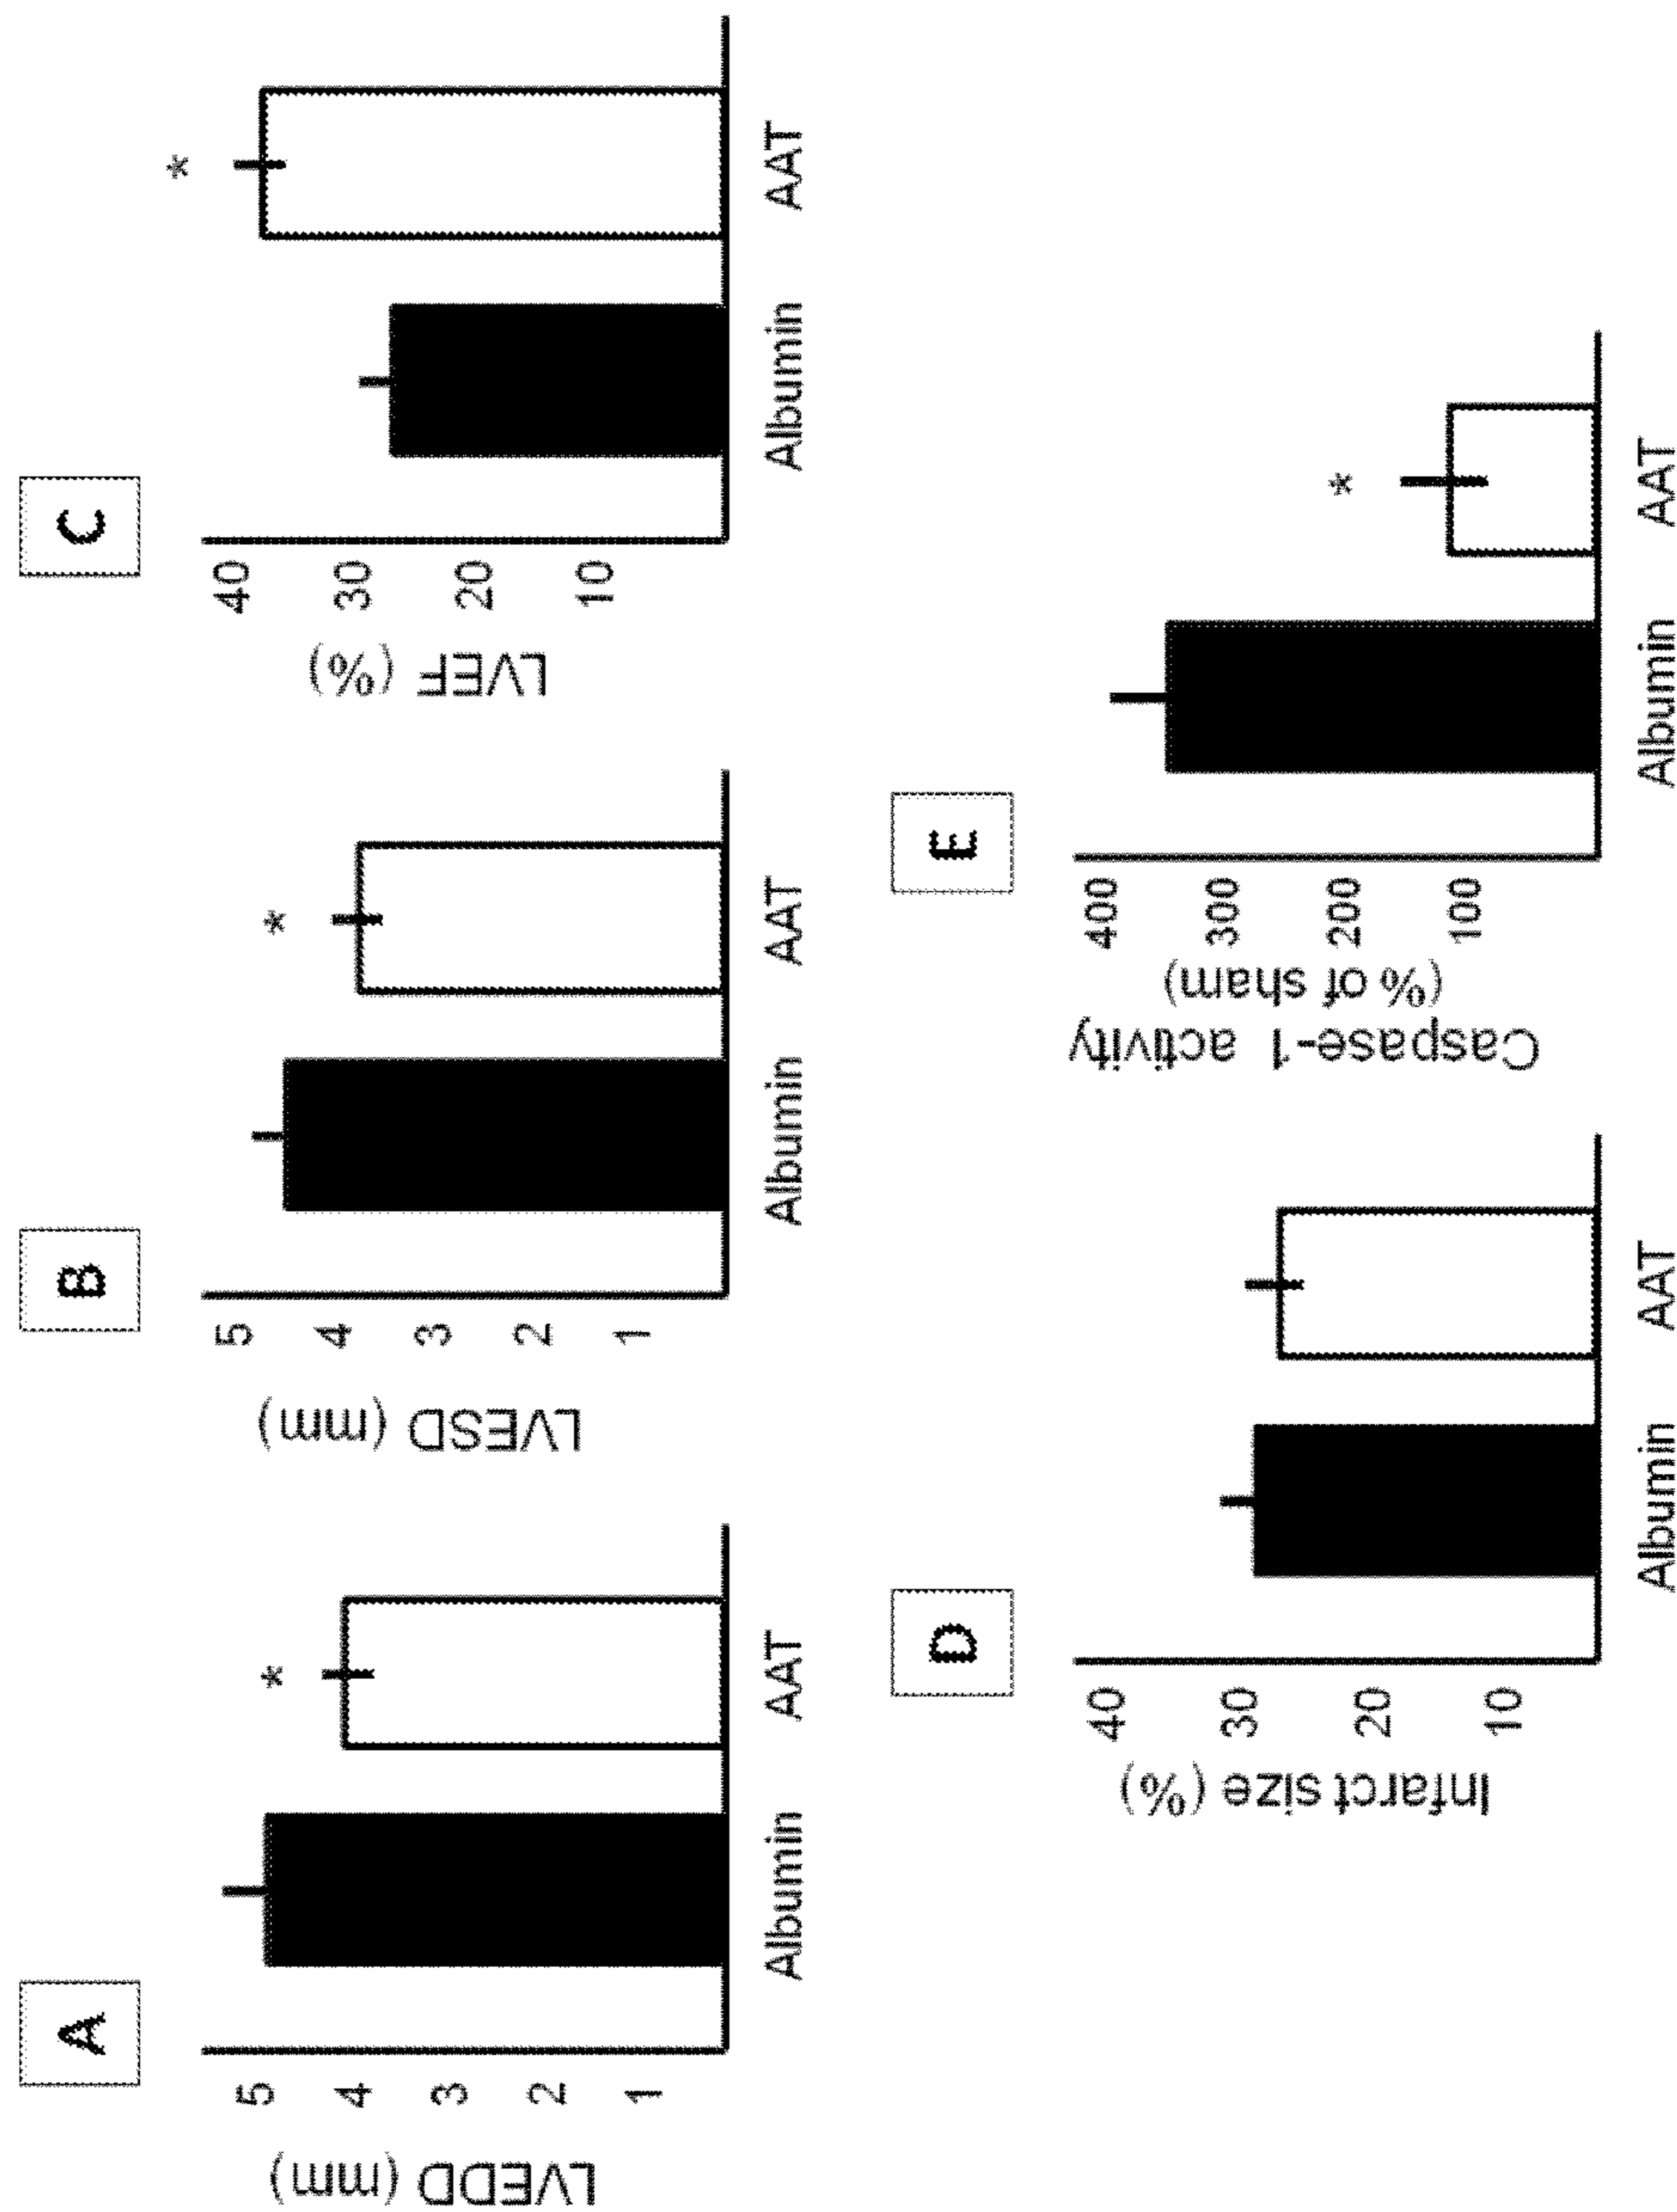 A
LVEDD (mm)
5
4
3
2
1
*
Albumin
AAT
B
LVESD (mm)
5
4
3
2
1
*
Albumin
AAT
C
LVEF (%)
40
30
20
10
*
Albumin
AAT
D
Infarct size (%)
40
30
20
10
Albumin
AAT
E
Caspase-1 activity
(% of sham)
400
300
200
100
*
Albumin
AAT